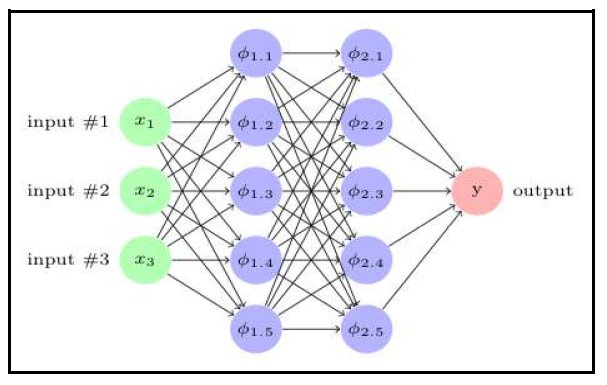 ϕ1.1 ϕ2.1
input #1 x1 ϕ1.2 ϕ2.2
input #2 x2 ϕ1.3 ϕ2.3 y output
input #3 x3 ϕ1.4 ϕ2.4
ϕ1.5 ϕ2.5